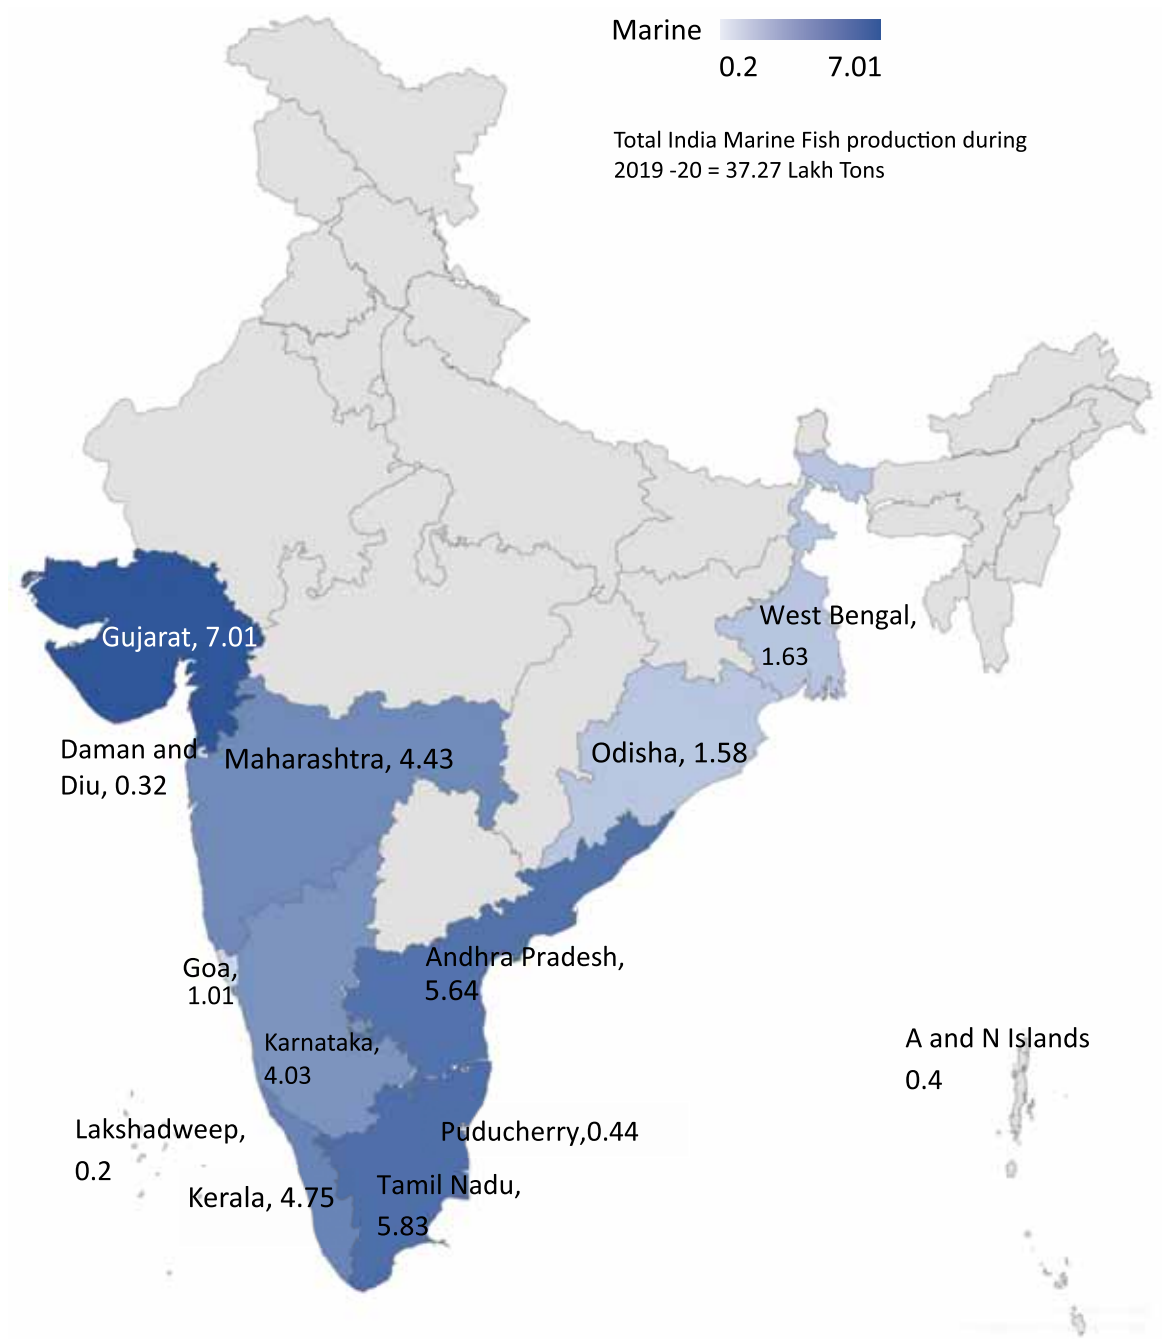 Marine
0.2 7.01
Total India Marine Fish production during
2019 -20 = 37.27 Lakh Tons
West Bengal,
1.63
Gujarat, 7.01
Daman and
Diu, 0.32
Maharashtra, 4.43
Odisha, 1.58
Goa,
1.01
Andhra Pradesh,
5.64
Karnataka,
4.03
A and N Islands
0.4
Lakshadweep,
0.2
Puducherry,0.44
Kerala, 4.75
Tamil Nadu,
5.83